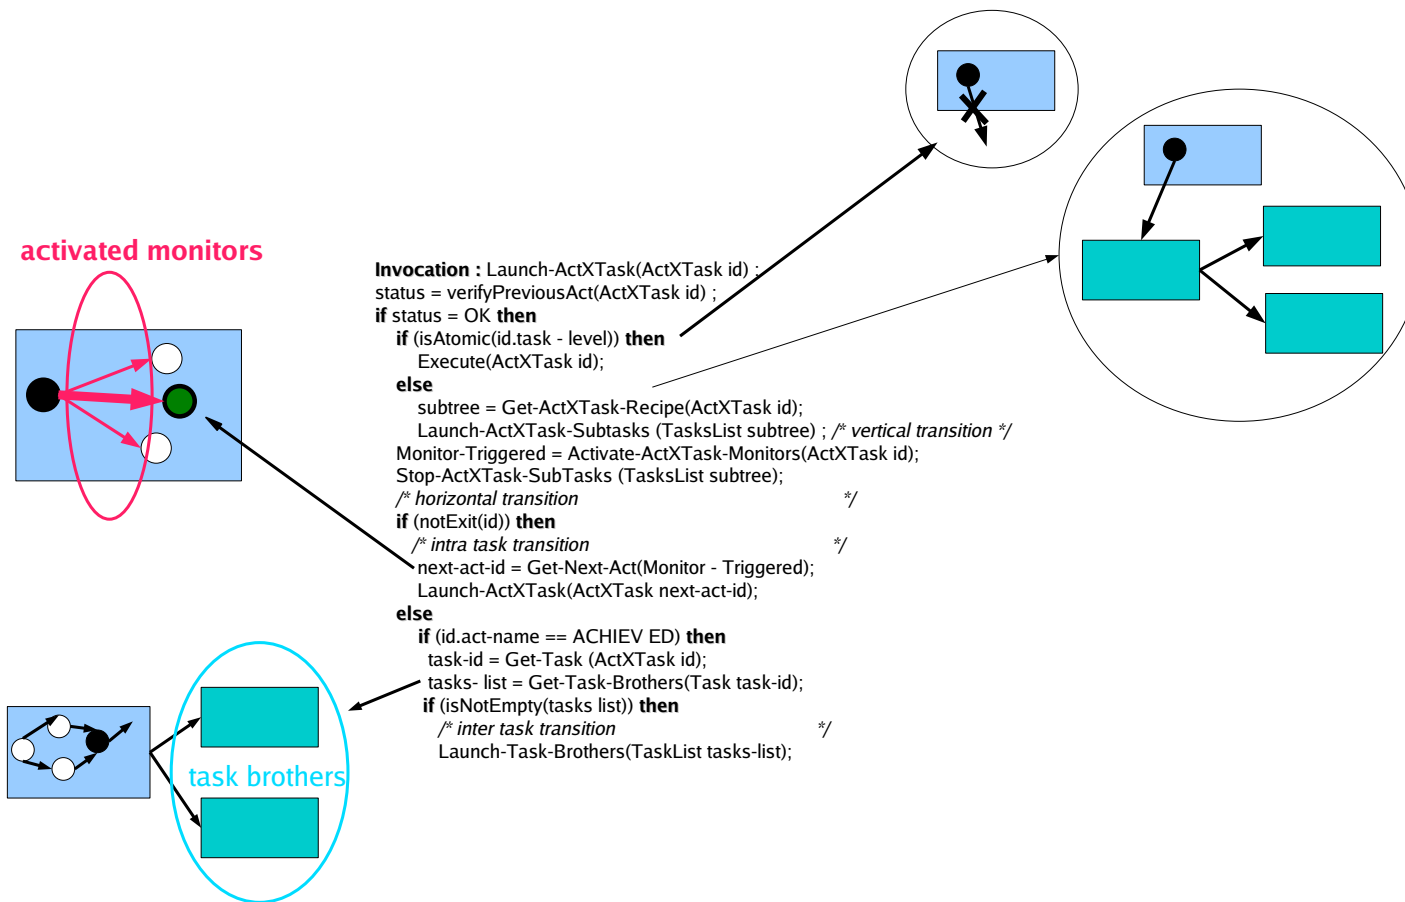 activated monitors
Invocation : Launch-ActXTask(ActXTask id) ;
status = verifyPreviousAct(ActXTask id) ;
if status = OK then
if (isAtomic(id.task - level)) then
Execute(ActXTask id);
else
subtree = Get-ActXTask-Recipe(ActXTask id);
Launch-ActXTask-Subtasks (TasksList subtree) ; /* vertical transition */
Monitor-Triggered = Activate-ActXTask-Monitors(ActXTask id);
Stop-ActXTask-SubTasks (TasksList subtree);
/* horizontal transition */
if (notExit(id)) then
/* intra task transition */
next-act-id = Get-Next-Act(Monitor - Triggered);
Launch-ActXTask(ActXTask next-act-id);
else
if (id.act-name == ACHIEV ED) then
task-id = Get-Task (ActXTask id);
tasks- list = Get-Task-Brothers(Task task-id);
if (isNotEmpty(tasks list)) then
/* inter task transition */
Launch-Task-Brothers(TaskList tasks-list);
task brothers